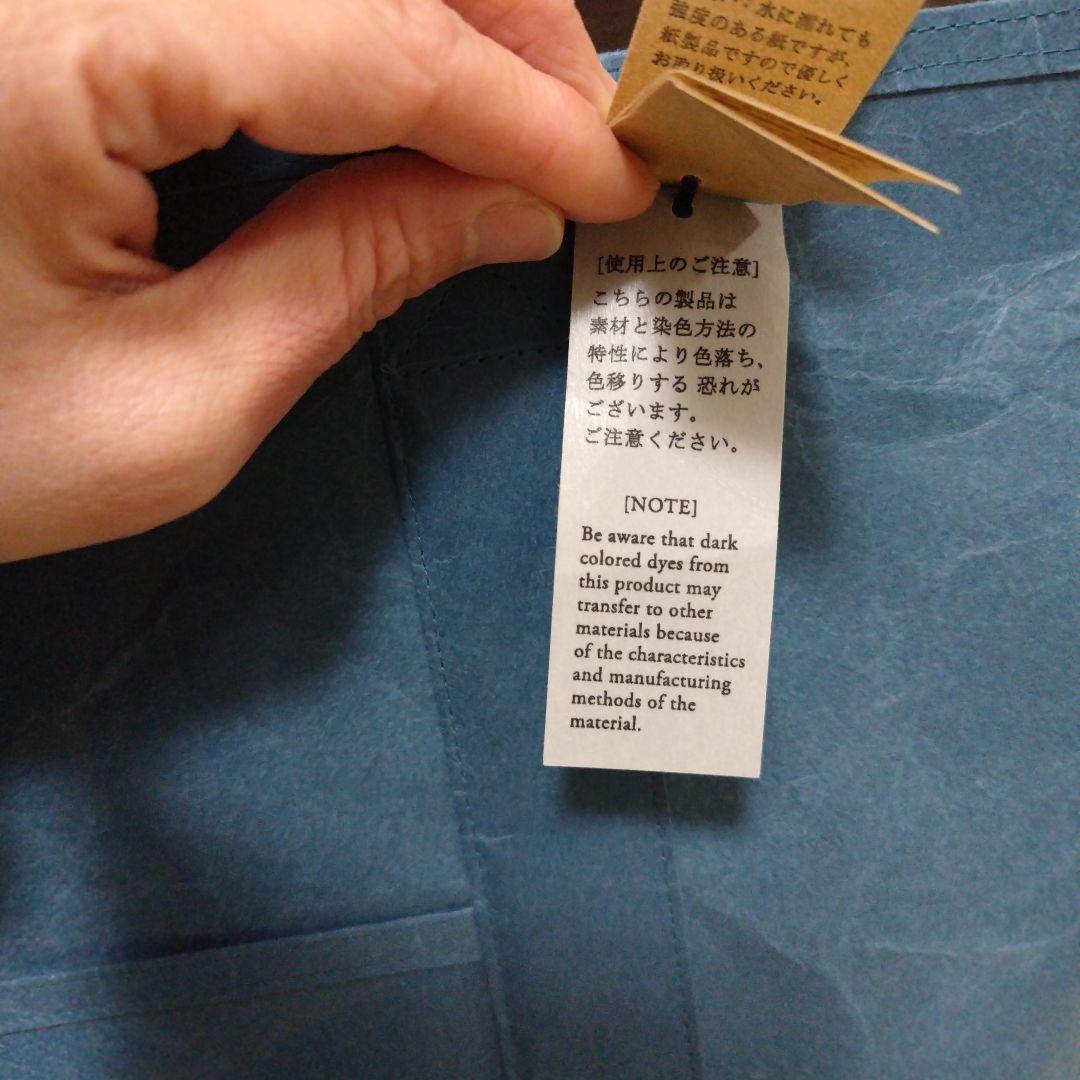 水に濡れても
強度のある紙ですが、
紙製品ですので優しく
お取り扱いください。
[使用上のご注意]
こちらの製品は
素材と染色方法の
特性により色落ち、
色移りする 恐れが
ございます。
ご注意ください。
[NOTE]
Be aware that dark
colored dyes from
this product may
transfer to other
materials because
of the characteristics
and manufacturing
methods of the
material.